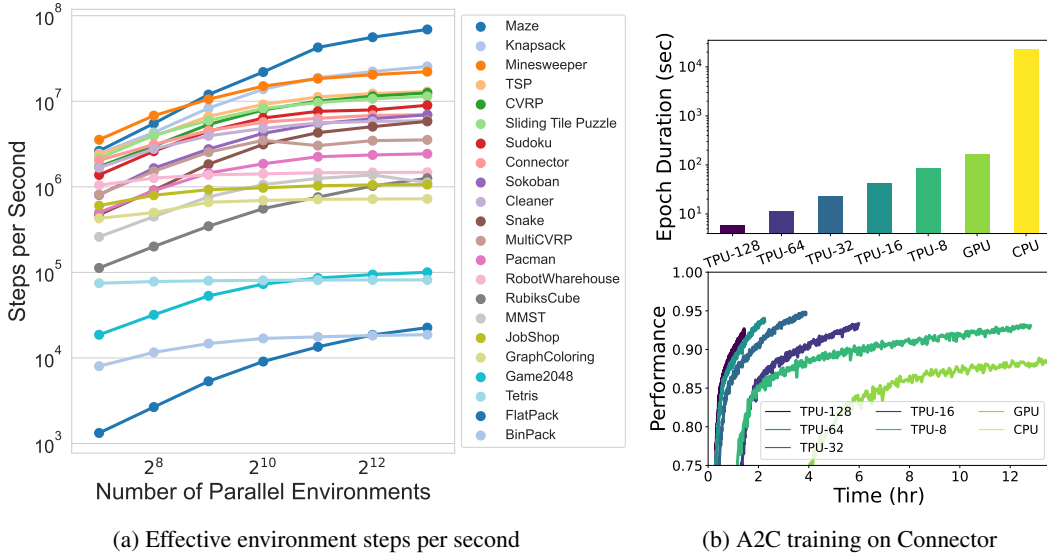 10^8
10^7
10^6
10^5
10^4
10^3
Steps per Second
2^8
2^10
2^12
Number of Parallel Environments
Maze
Knapsack
Minesweeper
TSP
CVRP
Sliding Tile Puzzle
Sudoku
Connector
Sokoban
Cleaner
Snake
MultiCVRP
Pacman
RobotWharehouse
RubiksCube
MMST
JobShop
GraphColoring
Game2048
Tetris
FlatPack
BinPack
(a) Effective environment steps per second
Epoch Duration (sec)
10^4
10^3
10^2
10^1
TPU-128
TPU-64
TPU-32
TPU-16
TPU-8
GPU
CPU
Performance
1.00
0.95
0.90
0.85
0.80
0.75
TPU-128 TPU-16 GPU
TPU-64 TPU-8 CPU
TPU-32
0 2 4 6 8 10 12
Time (hr)
(b) A2C training on Connector